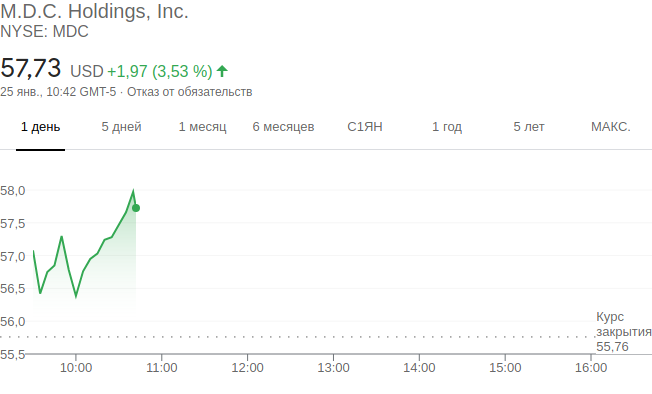 M.D.C. Holdings, Inc.
NYSE: MDC
57,73 USD +1,97 (3,53 %)
25 янв., 10:42 GMT-5 · Отказ от обязательств
1 день 5 дней 1 месяц 6 месяцев С1ЯН 1 год 5 лет МАКС.
58,0
57,5
57,0
56,5
56,0
Курс
закрытия
55,76
55,5
10:00 11:00 12:00 13:00 14:00 15:00 16:00